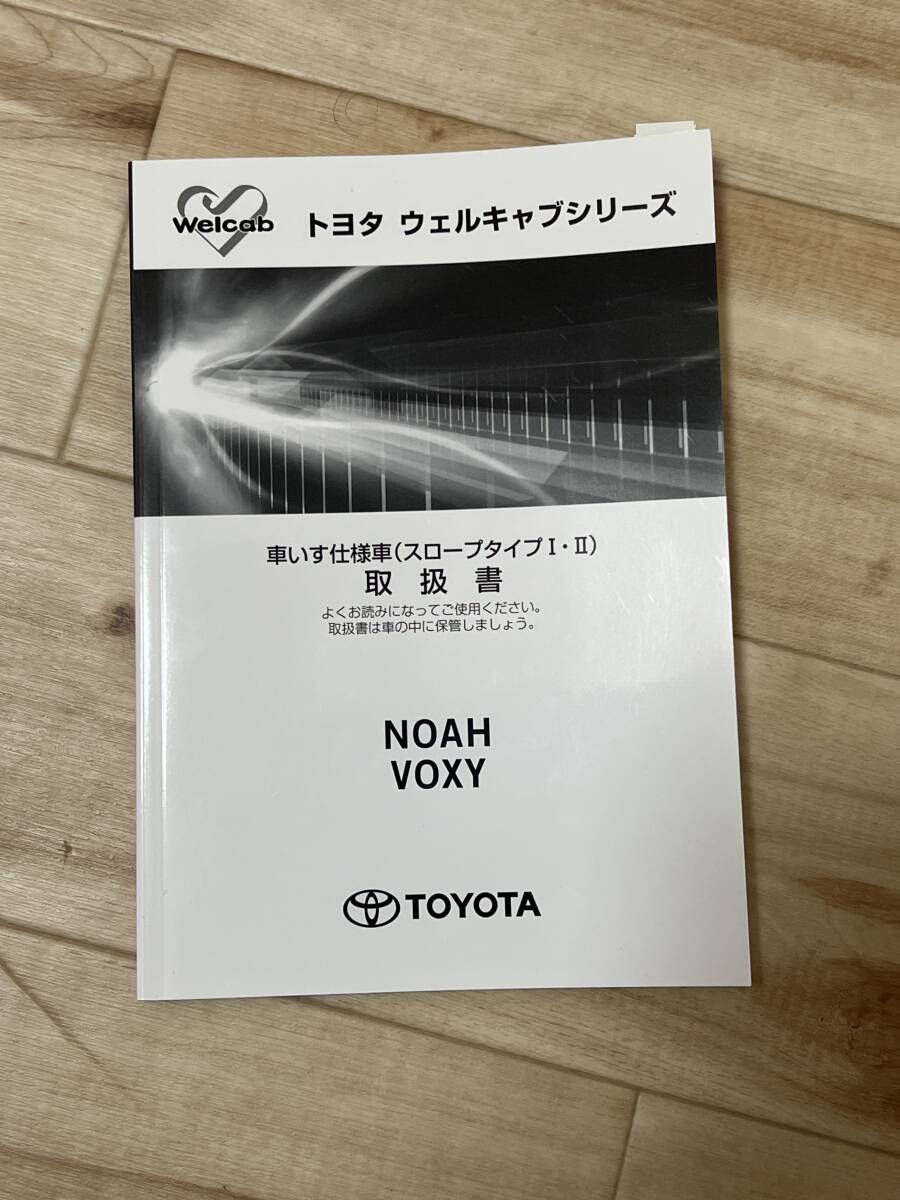 Welcab
トヨタ ウェルキャブシリーズ
車いす仕様車(スロープタイプⅠ・Ⅱ)
取扱書
よくお読みになってご使用ください。
取扱書は車の中に保管しましょう。
NOAH
VOXY
TOYOTA